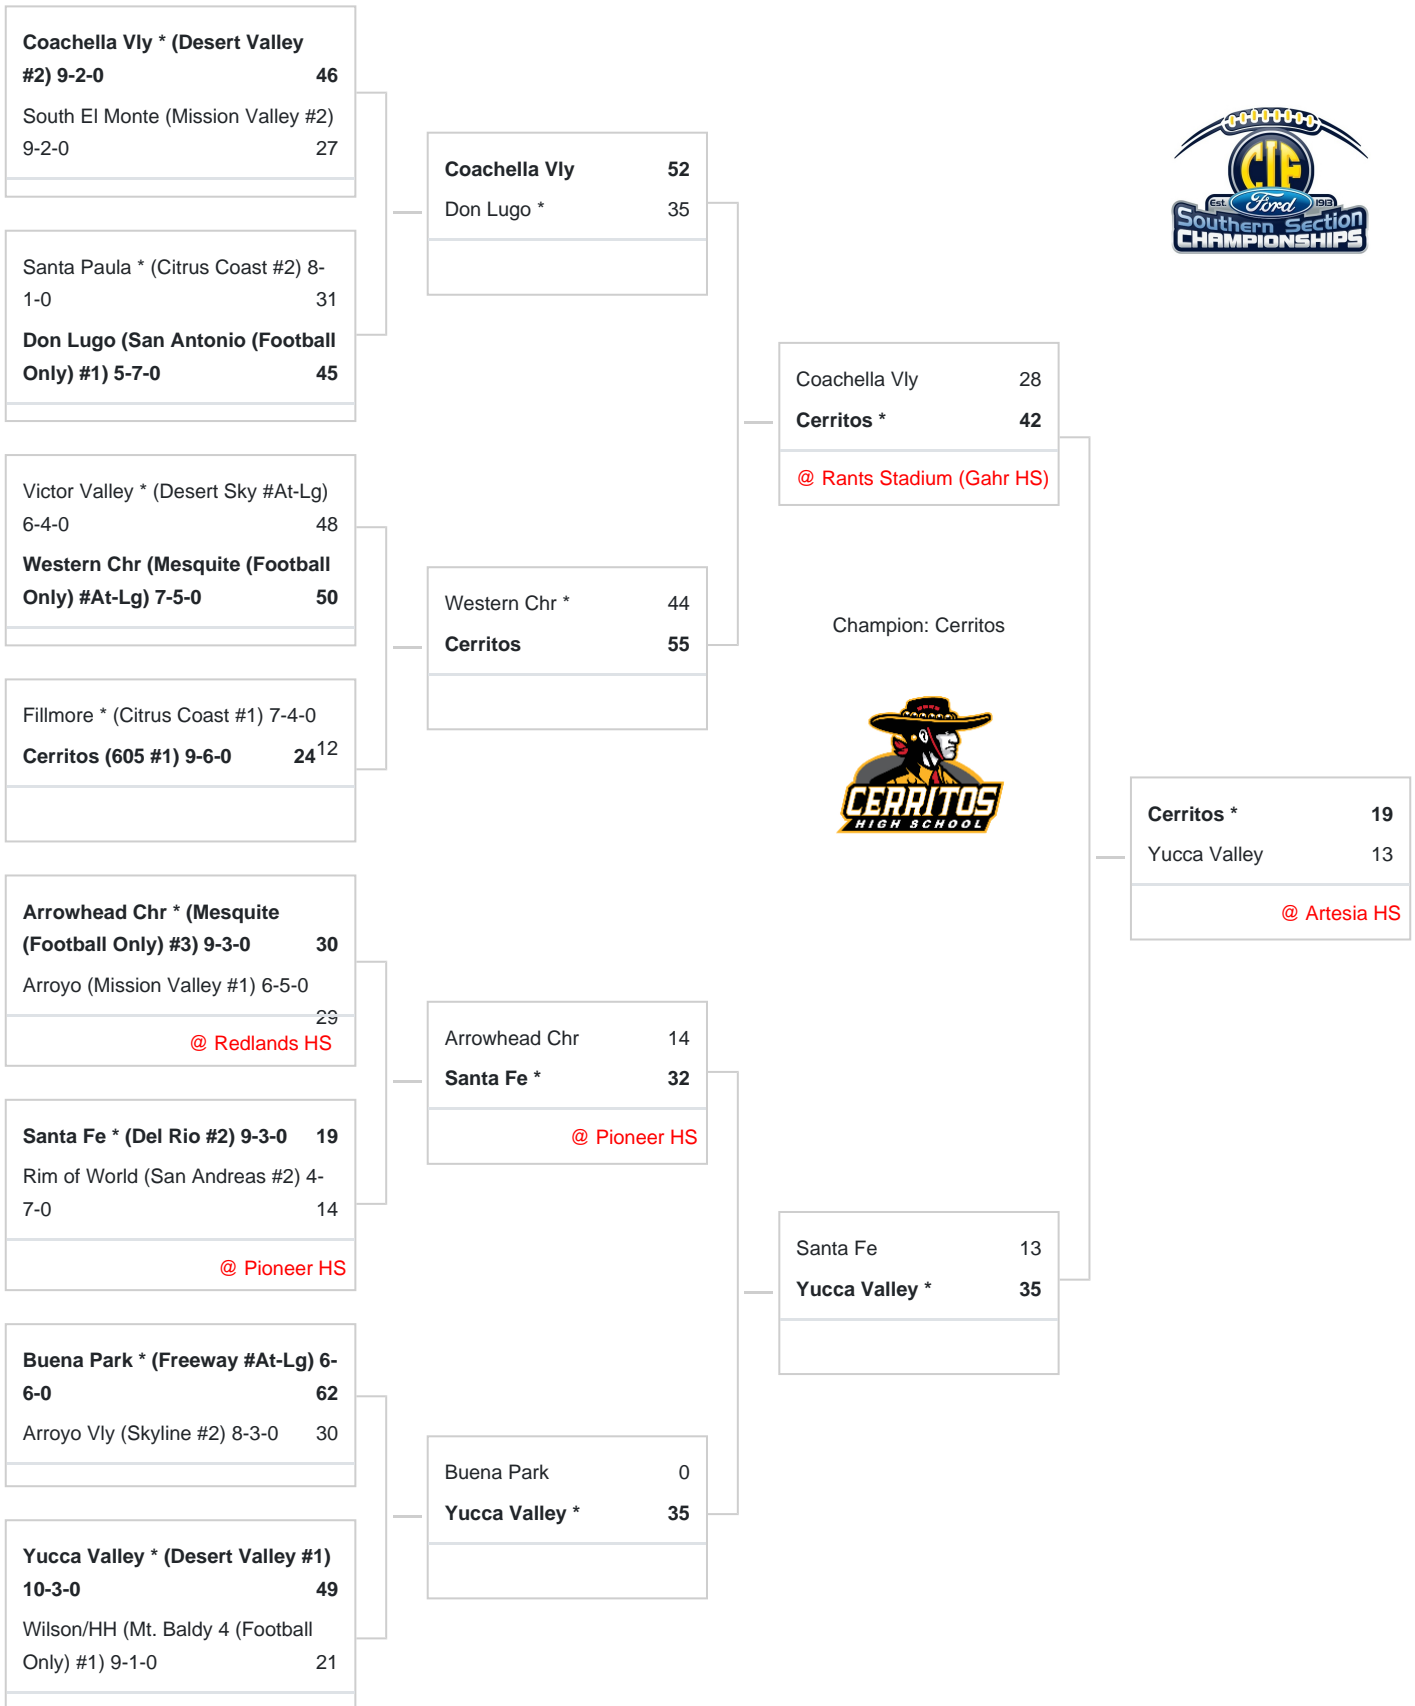 Coachella Vly * (Desert Valley
#2) 9-2-0 46
South El Monte (Mission Valley #2)
9-2-0 27
Santa Paula * (Citrus Coast #2) 8-
1-0 31
Don Lugo (San Antonio (Football
Only) #1) 5-7-0 45
Victor Valley * (Desert Sky #At-Lg)
6-4-0 48
Western Chr (Mesquite (Football
Only) #At-Lg) 7-5-0 50
Fillmore * (Citrus Coast #1) 7-4-0
12
Cerritos (605 #1) 9-6-0 24
Arrowhead Chr * (Mesquite
(Football Only) #3) 9-3-0 30
Arroyo (Mission Valley #1) 6-5-0
29
@ Redlands HS
Santa Fe * (Del Rio #2) 9-3-0 19
Rim of World (San Andreas #2) 4-
7-0 14
@ Pioneer HS
Buena Park * (Freeway #At-Lg) 6-
6-0 62
Arroyo Vly (Skyline #2) 8-3-0 30
Yucca Valley * (Desert Valley #1)
10-3-0 49
Wilson/HH (Mt. Baldy 4 (Football
Only) #1) 9-1-0 21
Coachella Vly 52
Don Lugo * 35
Western Chr * 44
Cerritos 55
Arrowhead Chr 14
Santa Fe * 32
@ Pioneer HS
Buena Park 0
Yucca Valley * 35
Coachella Vly 28
Cerritos * 42
@ Rants Stadium (Gahr HS)
Santa Fe 13
Yucca Valley * 35
Cerritos * 19
Yucca Valley 13
@ Artesia HS
Champion: Cerritos
CERRITOS
HIGH SCHOOL
CIF
Est. Ford 1913
Southern Section
CHAMPIONSHIPS